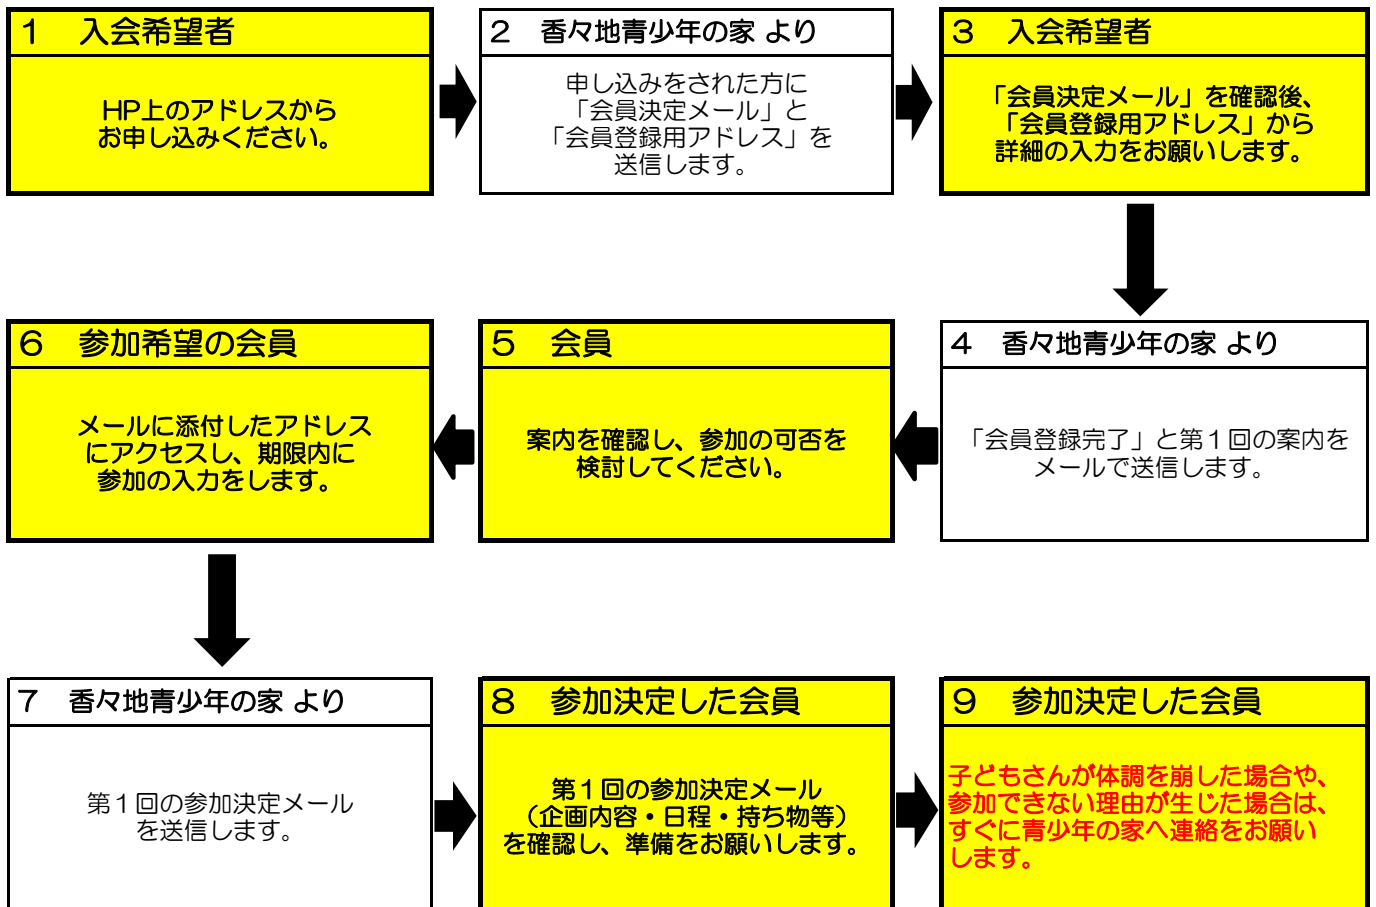 １　入会希望者
HP上のアドレスから
お申し込みください。
２　香々地青少年の家 より
申し込みをされた方に
「会員決定メール」と
「会員登録用アドレス」を
送信します。
３　入会希望者
「会員決定メール」を確認後、
「会員登録用アドレス」から
詳細の入力をお願いします。
４　香々地青少年の家 より
「会員登録完了」と第１回の案内を
メールで送信します。
５　会員
案内を確認し、参加の可否を
検討してください。
６　参加希望の会員
メールに添付したアドレス
にアクセスし、期限内に
参加の入力をします。
７　香々地青少年の家 より
第１回の参加決定メール
を送信します。
８　参加決定した会員
第１回の参加決定メール
（企画内容・日程・持ち物等）
を確認し、準備をお願いします。
９　参加決定した会員
子どもさんが体調を崩した場合や、
参加できない理由が生じた場合は、
すぐに青少年の家へ連絡をお願い
します。